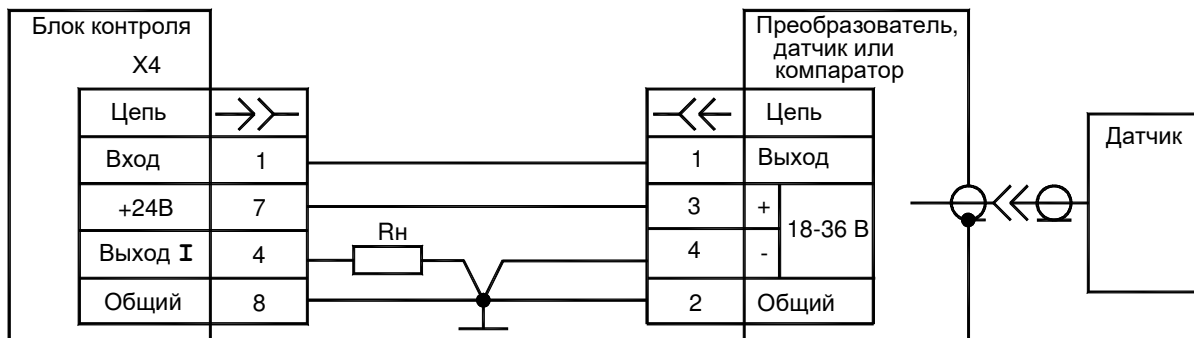 Блок контроля
X4
Цепь
Вход 1
+24В 7
Выход I 4
Общий 8
Rн
Преобразователь,
датчик или
компаратор
Цепь
1 Выход
3 + 18-36 В
4 -
2 Общий
Датчик